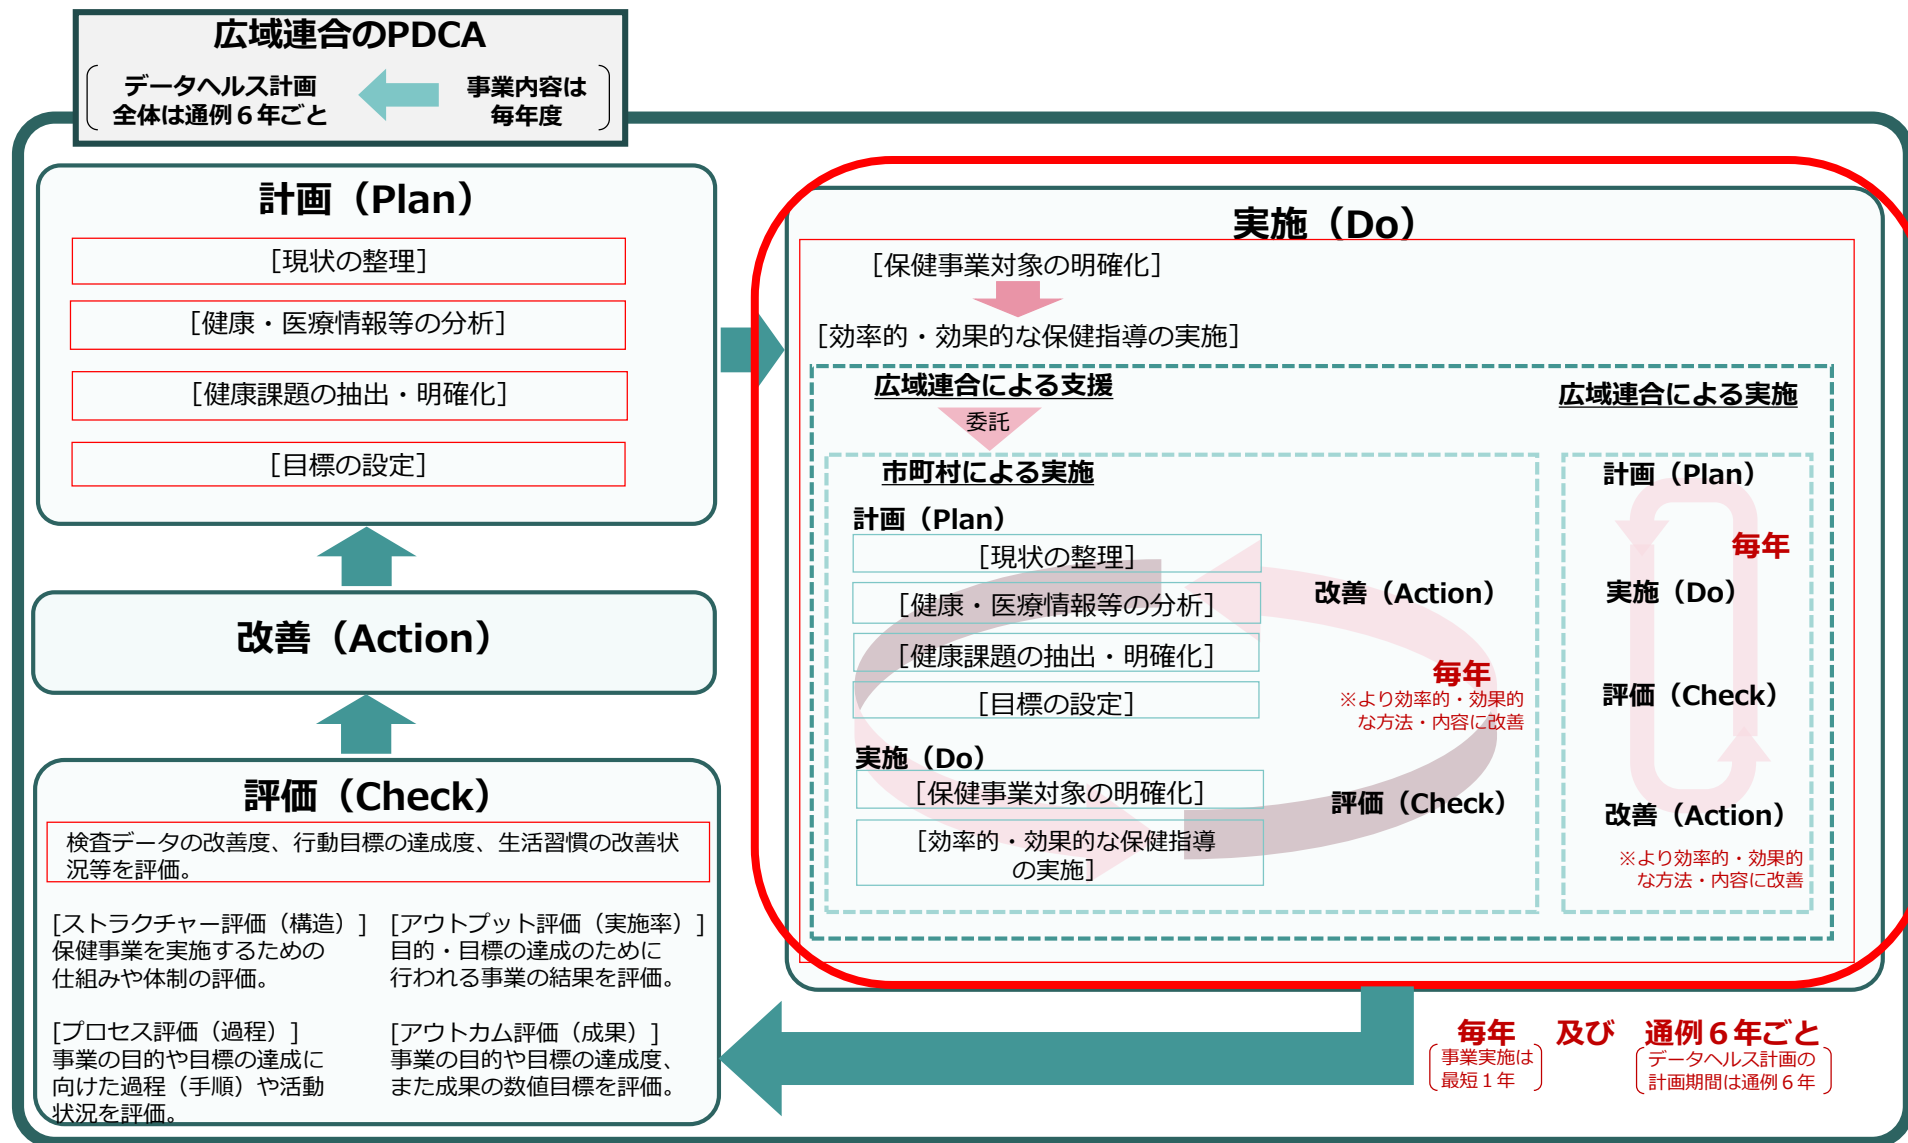 広域連合のPDCA
データヘルス計画
全体は通例６年ごと
事業内容は
毎年度
計画（Plan）
［現状の整理］
［健康・医療情報等の分析］
［健康課題の抽出・明確化］
［目標の設定］
改善（Action）
評価（Check）
検査データの改善度、行動目標の達成度、生活習慣の改善状
況等を評価。
[ストラクチャー評価（構造）]
保健事業を実施するための
仕組みや体制の評価。
[アウトプット評価（実施率）]
目的・目標の達成のために
行われる事業の結果を評価。
[プロセス評価（過程）]
事業の目的や目標の達成に
向けた過程（手順）や活動
状況を評価。
[アウトカム評価（成果）]
事業の目的や目標の達成度、
また成果の数値目標を評価。
実施（Do）
［保健事業対象の明確化］
［効率的・効果的な保健指導の実施］
広域連合による支援
委託
市町村による実施
計画（Plan）
［現状の整理］
［健康・医療情報等の分析］
［健康課題の抽出・明確化］
［目標の設定］
実施（Do）
［保健事業対象の明確化］
［効率的・効果的な保健指導
の実施］
改善（Action）
毎年
※より効率的・効果的
な方法・内容に改善
評価（Check）
広域連合による実施
計画（Plan）
毎年
実施（Do）
評価（Check）
改善（Action）
※より効率的・効果的
な方法・内容に改善
毎年 及び 通例６年ごと
事業実施は
最短１年
データヘルス計画の
計画期間は通例６年